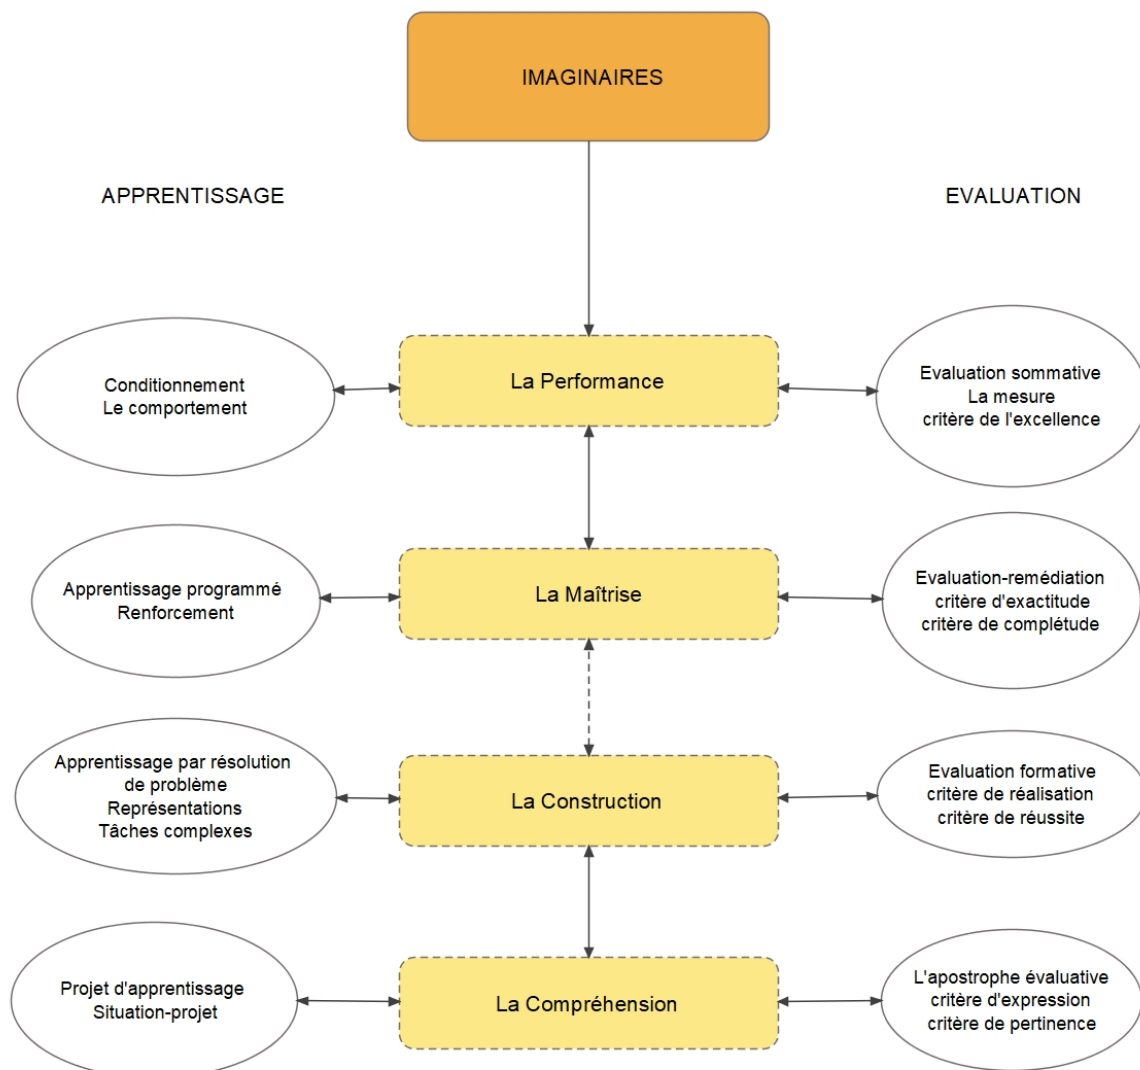 IMAGINAIRES
APPRENTISSAGE
EVALUATION
Conditionnement
Le comportement
La Performance
Evaluation sommative
La mesure
critère de l'excellence
Apprentissage programmé
Renforcement
La Maîtrise
Evaluation-remédiation
critère d'exactitude
critère de complétude
Apprentissage par résolution
de problème
Représentations
Tâches complexes
La Construction
Evaluation formative
critère de réalisation
critère de réussite
Projet d'apprentissage
Situation-projet
La Compréhension
L'apostrophe évaluative
critère d'expression
critère de pertinence